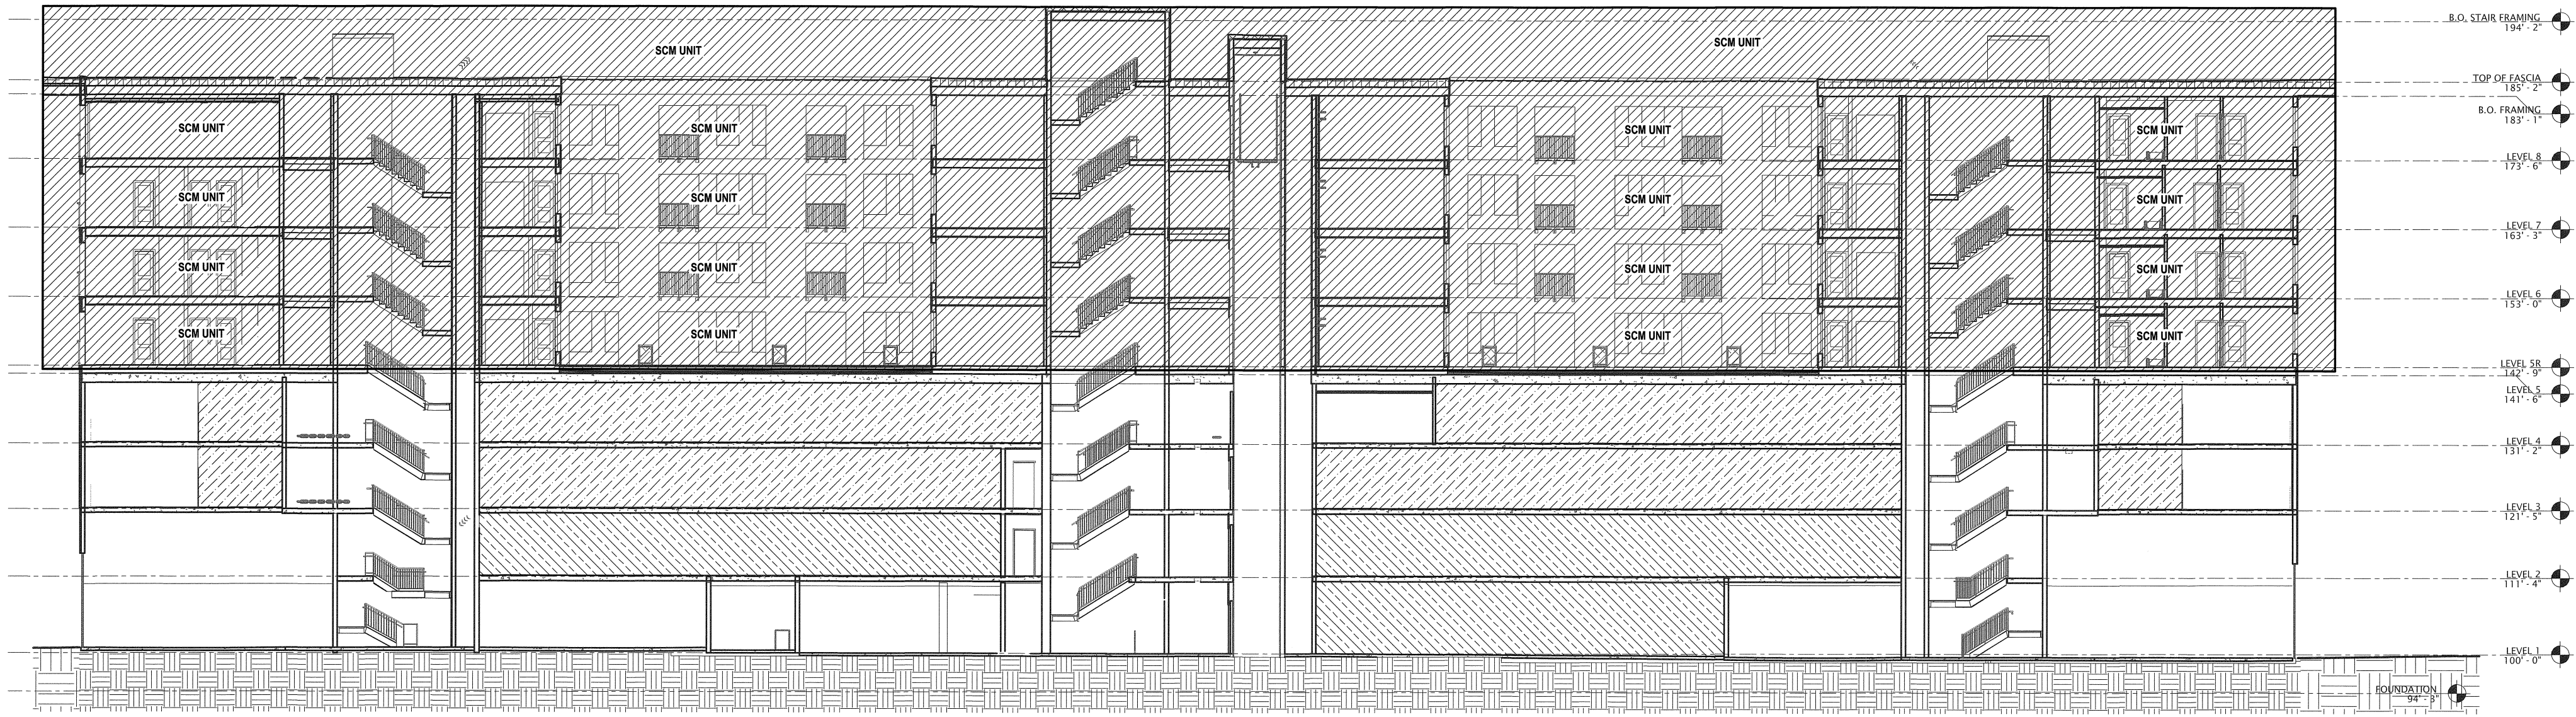 B.O. STAIR FRAMING
194' - 2"
SCM UNIT
SCM UNIT
TOP OF FASCIA
185' - 2"
B.O. FRAMING
183' - 1"
SCM UNIT
SCM UNIT
SCM UNIT
SCM UNIT
LEVEL 8
173' - 6"
SCM UNIT
SCM UNIT
SCM UNIT
SCM UNIT
LEVEL 7
163' - 3"
SCM UNIT
SCM UNIT
SCM UNIT
SCM UNIT
LEVEL 6
153' - 0"
SCM UNIT
SCM UNIT
SCM UNIT
SCM UNIT
LEVEL 5R
142' - 9"
LEVEL 5
141' - 6"
LEVEL 4
131' - 2"
LEVEL 3
121' - 5"
LEVEL 2
111' - 4"
LEVEL 1
100' - 0"
FOUNDATION
94' - 3"